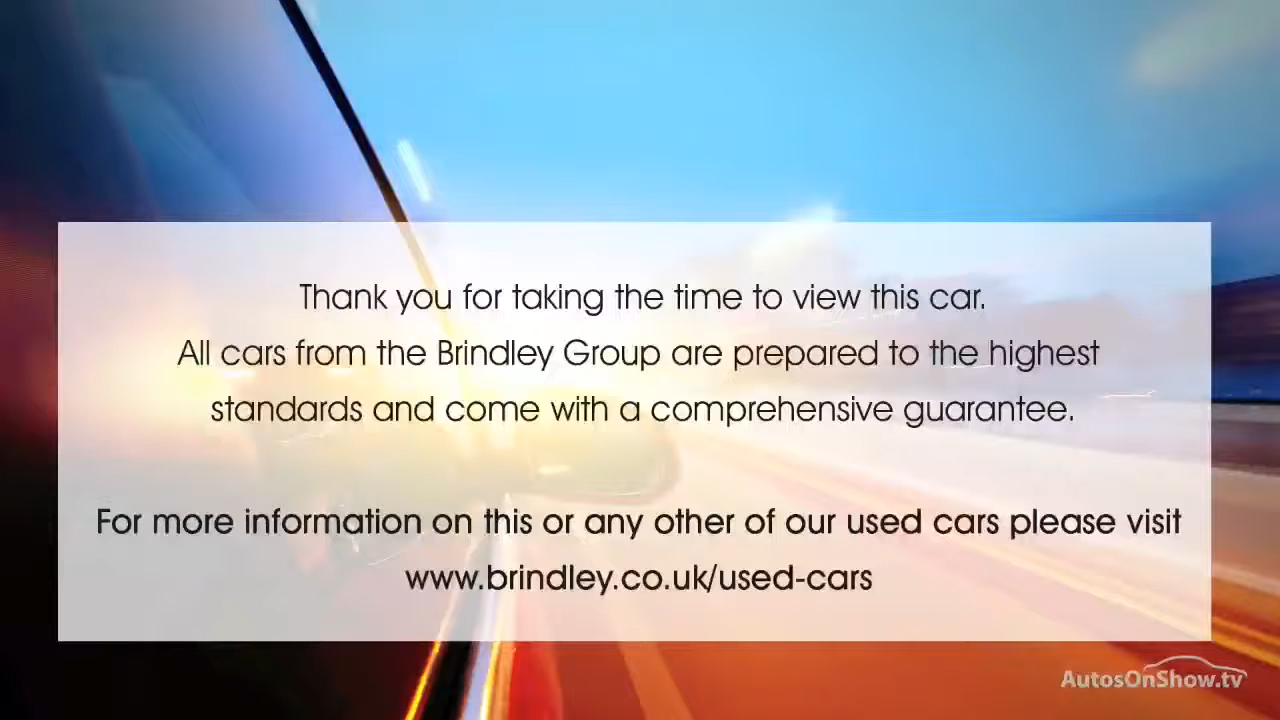 Thank you for taking the time to view this car.
All cars from the Brindley Group are prepared to the highest
standards and come with a comprehensive guarantee.
For more information on this or any other of our used cars please visit
www.brindley.co.uk/used-cars
AutosOnShow.tv